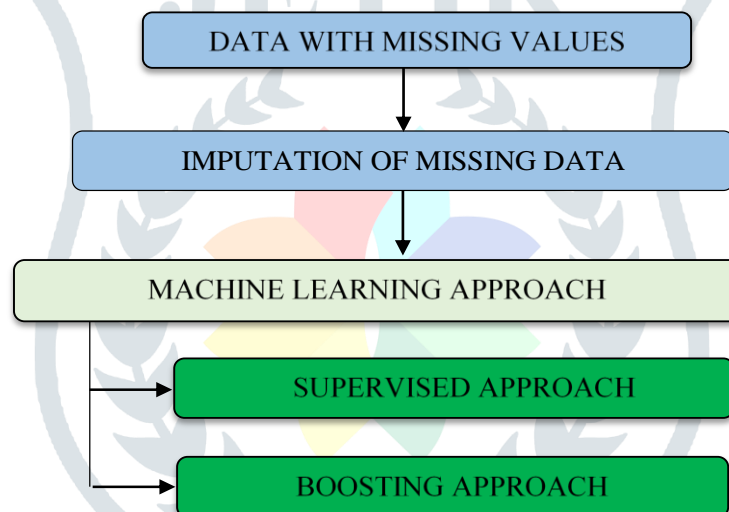 DATA WITH MISSING VALUES
IMPUTATION OF MISSING DATA
MACHINE LEARNING APPROACH
SUPERVISED APPROACH
BOOSTING APPROACH